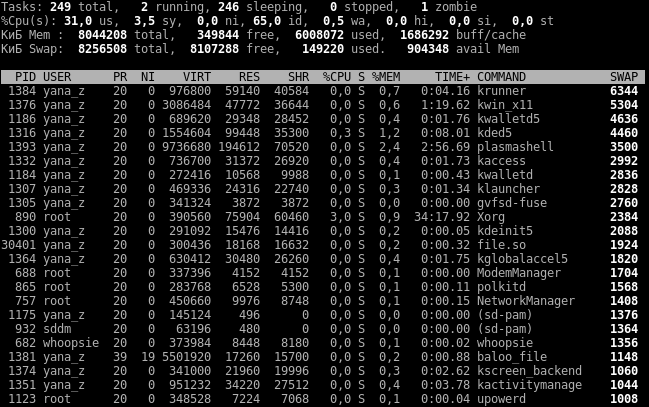 Tasks: 249 total, 2 running, 246 sleeping, 0 stopped, 1 zombie
%Cpu(s): 31,0 us, 3,5 sy, 0,0 ni, 65,0 id, 0,5 wa, 0,0 hi, 0,0 si, 0,0 st
КиБ Mem : 8044208 total, 349844 free, 6008072 used, 1686292 buff/cache
КиБ Swap: 8256508 total, 8107288 free, 149220 used. 904348 avail Mem
PID USER PR NI VIRT RES SHR %CPU S %MEM TIME+ COMMAND SWAP
1384 yana_z 20 0 976800 59140 40584 0,0 S 0,7 0:04.16 krunner 6344
1376 yana_z 20 0 3086484 47772 36644 0,0 S 0,6 1:19.62 kwin_x11 5304
1186 yana_z 20 0 689620 29348 28452 0,0 S 0,4 0:01.76 kwalletd5 4636
1316 yana_z 20 0 1554604 99448 35300 0,3 S 1,2 0:08.01 kded5 4460
1393 yana_z 20 0 9736680 194612 70520 0,0 S 2,4 2:56.69 plasmashell 3500
1332 yana_z 20 0 736700 31372 26920 0,0 S 0,4 0:01.73 kaccess 2992
1184 yana_z 20 0 272416 10568 9988 0,0 S 0,1 0:00.43 kwalletd 2836
1307 yana_z 20 0 469336 24316 22740 0,0 S 0,3 0:01.34 klauncher 2828
1305 yana_z 20 0 341324 3872 3872 0,0 S 0,0 0:00.00 gvfsd-fuse 2760
890 root 20 0 390560 75904 60460 3,0 S 0,9 34:17.92 Xorg 2384
1300 yana_z 20 0 291092 15476 14416 0,0 S 0,2 0:00.05 kdeinit5 2088
30401 yana_z 20 0 300436 18168 16632 0,0 S 0,2 0:00.32 file.so 1924
1364 yana_z 20 0 630412 30480 26260 0,0 S 0,4 0:01.75 kglobalaccel5 1820
688 root 20 0 337396 4152 4152 0,0 S 0,1 0:00.00 ModemManager 1704
865 root 20 0 283768 6528 5300 0,0 S 0,1 0:00.11 polkitd 1568
757 root 20 0 450660 9976 8748 0,0 S 0,1 0:00.15 NetworkManager 1408
1175 yana_z 20 0 145124 496 0 0,0 S 0,0 0:00.00 (sd-pam) 1376
932 sddm 20 0 63196 480 0 0,0 S 0,0 0:00.00 (sd-pam) 1364
682 whoopsie 20 0 373984 8448 8180 0,0 S 0,1 0:00.02 whoopsie 1356
1381 yana_z 39 19 5501920 17260 15700 0,0 S 0,2 0:00.88 baloo_file 1148
1374 yana_z 20 0 341000 21960 19996 0,0 S 0,3 0:02.62 kscreen_backend 1060
1351 yana_z 20 0 951232 34220 27512 0,0 S 0,4 0:03.78 kactivitymanage 1044
1123 root 20 0 348528 7224 7068 0,0 S 0,1 0:00.04 upowerd 1008